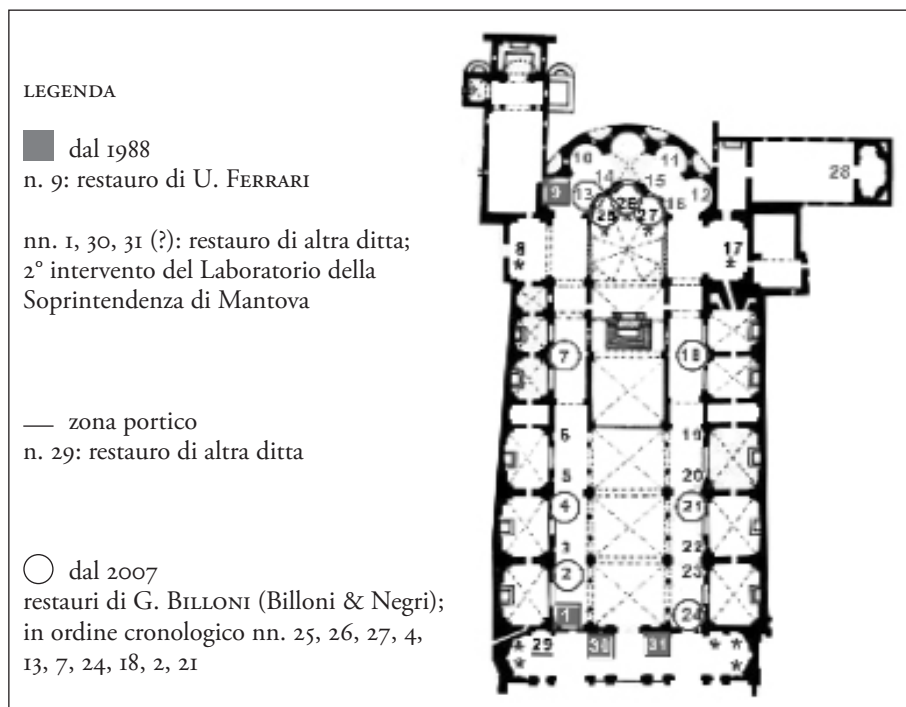 LEGENDA
dal 1988
n. 9: restauro di U. FERRARI
nn. 1, 30, 31 (?): restauro di altra ditta;
2° intervento del Laboratorio della
Soprintendenza di Mantova
— zona portico
n. 29: restauro di altra ditta
dal 2007
restauri di G. BILLONI (Billoni & Negri);
in ordine cronologico nn. 25, 26, 27, 4,
13, 7, 24, 18, 2, 21
10 11
28
14 15
9 13 26 12
25 27 16
8 17
7 18
6 19
5 20
4 21
3 22
2 23
1 24
29 30 31